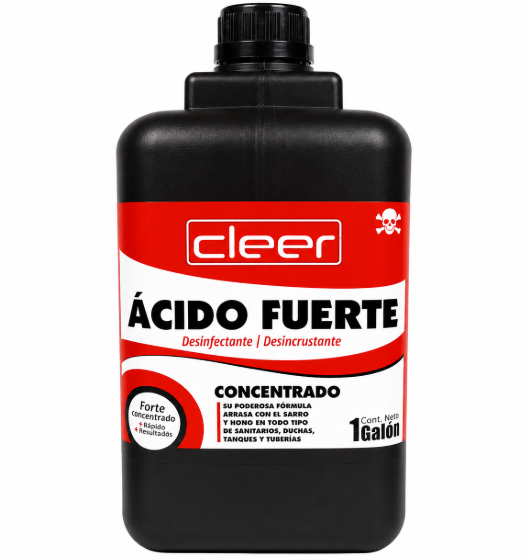 cleer
ÁCIDO FUERTE
Desinfectante / Desincrustante
CONCENTRADO
SU PODEROSA FÓRMULA
ARRASA CON EL SARRO
Y HONO EN TODO TIPO
DE SANITARIOS, DUCHAS,
TANQUES Y TUBERÍAS
Forte
concentrado
+Rápido
+Resultados
Cont. Neto
1Galón